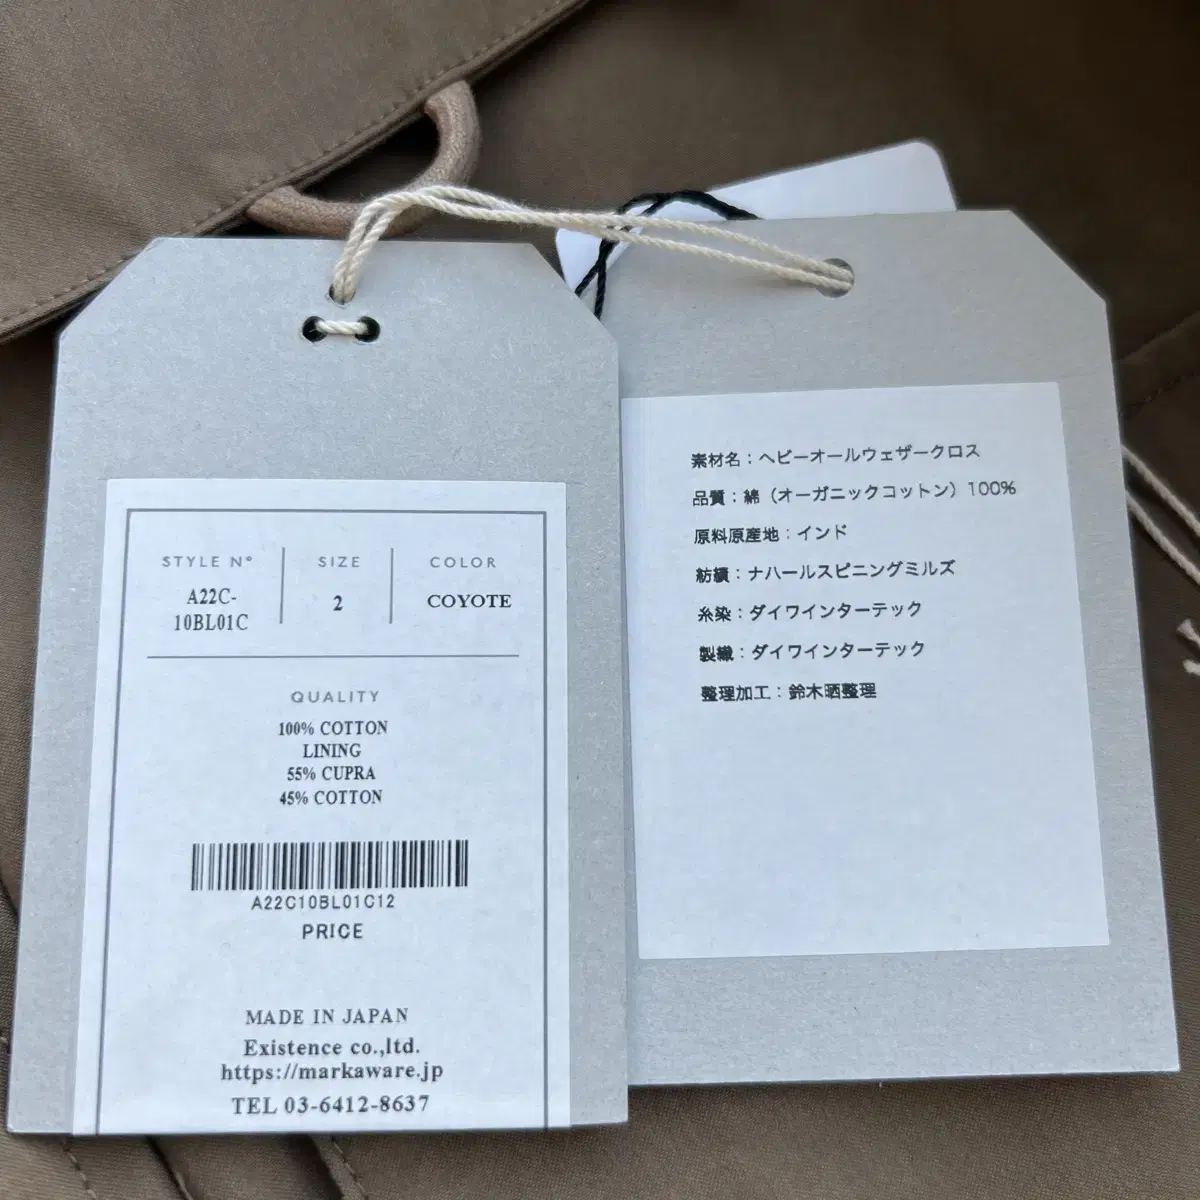 STYLE Nº
A22C-
10BL01C
SIZE
2
COLOR
COYOTE
QUALITY
100% COTTON
LINING
55% CUPRA
45% COTTON
A22C10BL01C12
PRICE
MADE IN JAPAN
Existence co.,ltd.
https://markaware.jp
TEL 03-6412-8637
素材名：ヘビーオールウェザークロス
品質：綿（オーガニックコットン）100%
原料原産地：インド
紡績：ナハールスピニングミルズ
糸染：ダイワインターテック
製織：ダイワインターテック
整理加工：鈴木晒整理